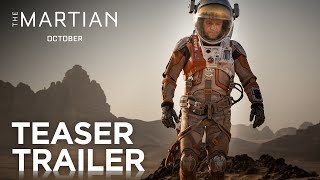 THE MARTIAN
OCTOBER
TEASER
TRAILER